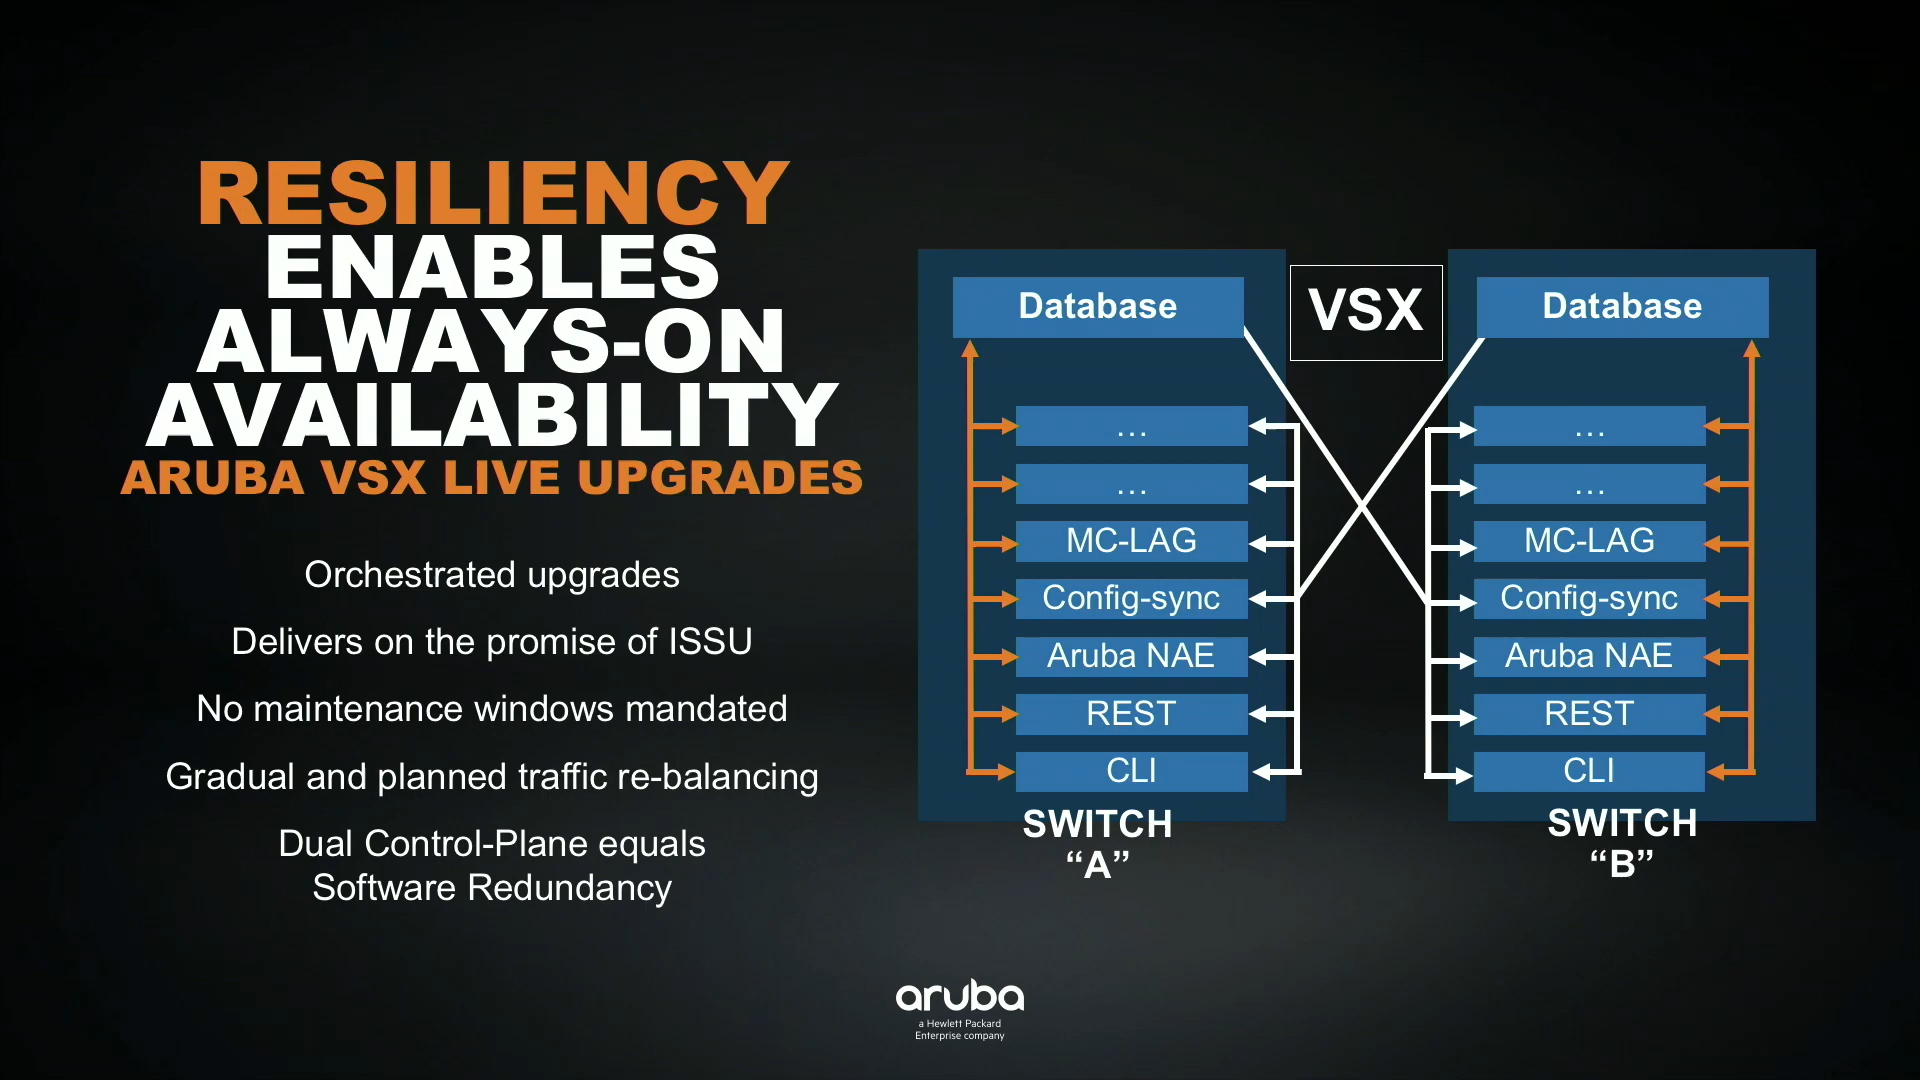 RESILIENCY
ENABLES
ALWAYS-ON
AVAILABILITY
ARUBA VSX LIVE UPGRADES
Orchestrated upgrades
Delivers on the promise of ISSU
No maintenance windows mandated
Gradual and planned traffic re-balancing
Dual Control-Plane equals
Software Redundancy
Database
...
...
MC-LAG
Config-sync
Aruba NAE
REST
CLI
SWITCH
“A”
VSX
Database
...
...
MC-LAG
Config-sync
Aruba NAE
REST
CLI
SWITCH
“B”
aruba
a Hewlett Packard
Enterprise company